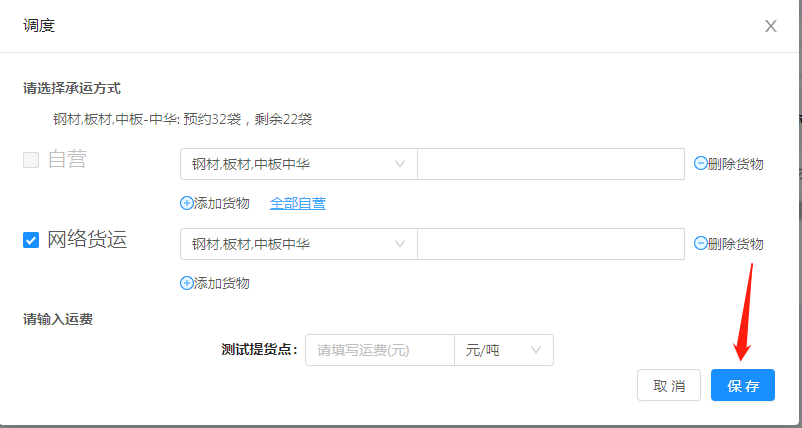 调度
请选择承运方式
钢材,板材,中板-中华: 预约32袋，剩余22袋
自营 钢材,板材,中板中华 删除货物
添加货物 全部自营
网络货运 钢材,板材,中板中华 删除货物
添加货物
请输入运费
测试提货点: 请填写运费(元) 元/吨
取 消 保 存